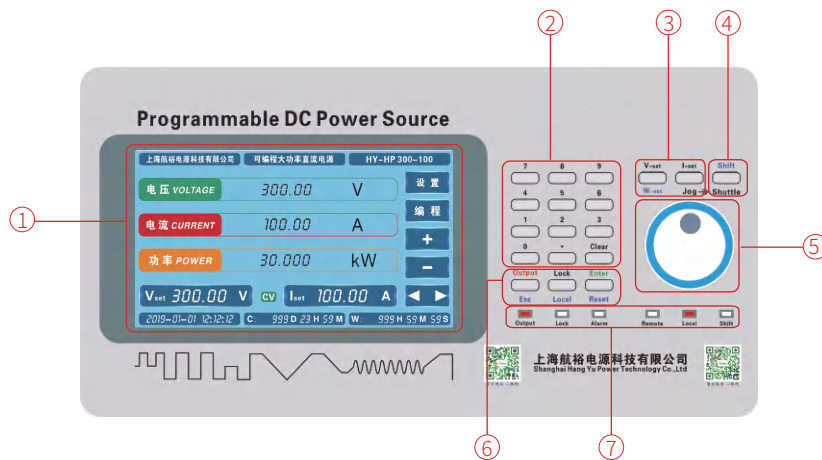 ② ③ ④
Programmable DC Power Source
上海航裕电源科技有限公司 可编程大功率直流电源 HY-HP 300-100
电压 VOLTAGE 300.00 V 设置
电流 CURRENT 100.00 A 编程
功率 POWER 30.000 kW
+
−
Vset 300.00 V CV Iset 100.00 A ◀ ▶
2019-01-01 12:12:12 C: 999 D 23 H 59 M W: 999 H 59 M 59 S
7 8 9
4 5 6
1 2 3
0 . Clear
Output Lock Enter
Esc Local Reset
V-set I-set Shift
W-set Jog Shuttle
①
⑤
Output Lock Alarm Remote Local Shift
上海航裕电源科技有限公司
Shanghai Hang Yu Power Technology Co.,Ltd
⑥ ⑦